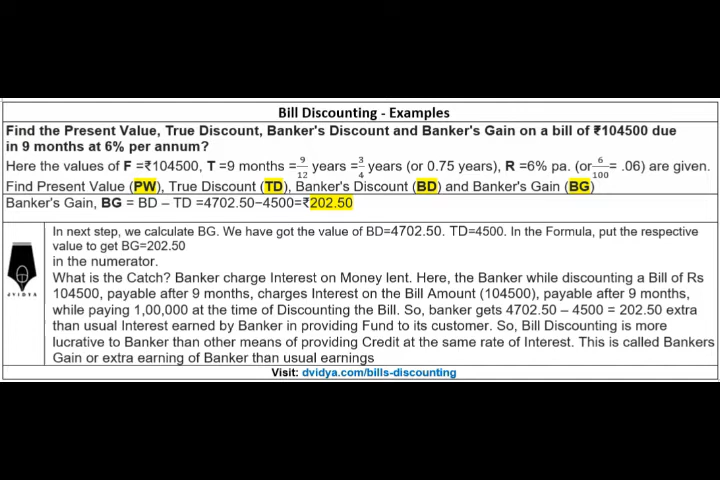 Bill Discounting - Examples
Find the Present Value, True Discount, Banker's Discount and Banker's Gain on a bill of ₹104500 due
in 9 months at 6% per annum?
Here the values of F =₹104500, T =9 months =9/12 years =3/4 years (or 0.75 years), R =6% pa. (or 6/100 = .06) are given.
Find Present Value (PW), True Discount (TD), Banker's Discount (BD) and Banker's Gain (BG)
Banker's Gain, BG = BD – TD =4702.50−4500=₹202.50
In next step, we calculate BG. We have got the value of BD=4702.50. TD=4500. In the Formula, put the respective
value to get BG=202.50
in the numerator.
What is the Catch? Banker charge Interest on Money lent. Here, the Banker while discounting a Bill of Rs
104500, payable after 9 months, charges Interest on the Bill Amount (104500), payable after 9 months,
while paying 1,00,000 at the time of Discounting the Bill. So, banker gets 4702.50 – 4500 = 202.50 extra
than usual Interest earned by Banker in providing Fund to its customer. So, Bill Discounting is more
lucrative to Banker than other means of providing Credit at the same rate of Interest. This is called Bankers
Gain or extra earning of Banker than usual earnings
DVIDYA
Visit: dvidya.com/bills-discounting